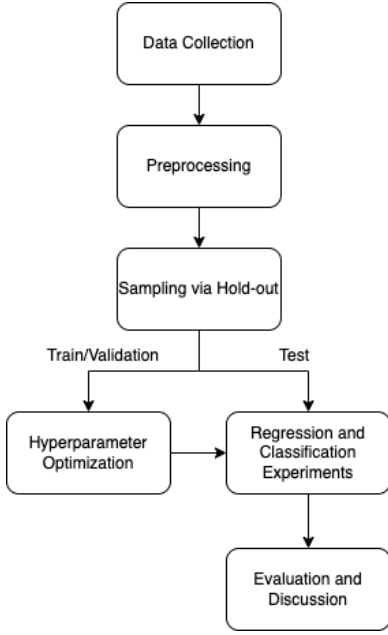 Data Collection
Preprocessing
Sampling via Hold-out
Train/Validation
Test
Hyperparameter
Optimization
Regression and
Classification
Experiments
Evaluation and
Discussion